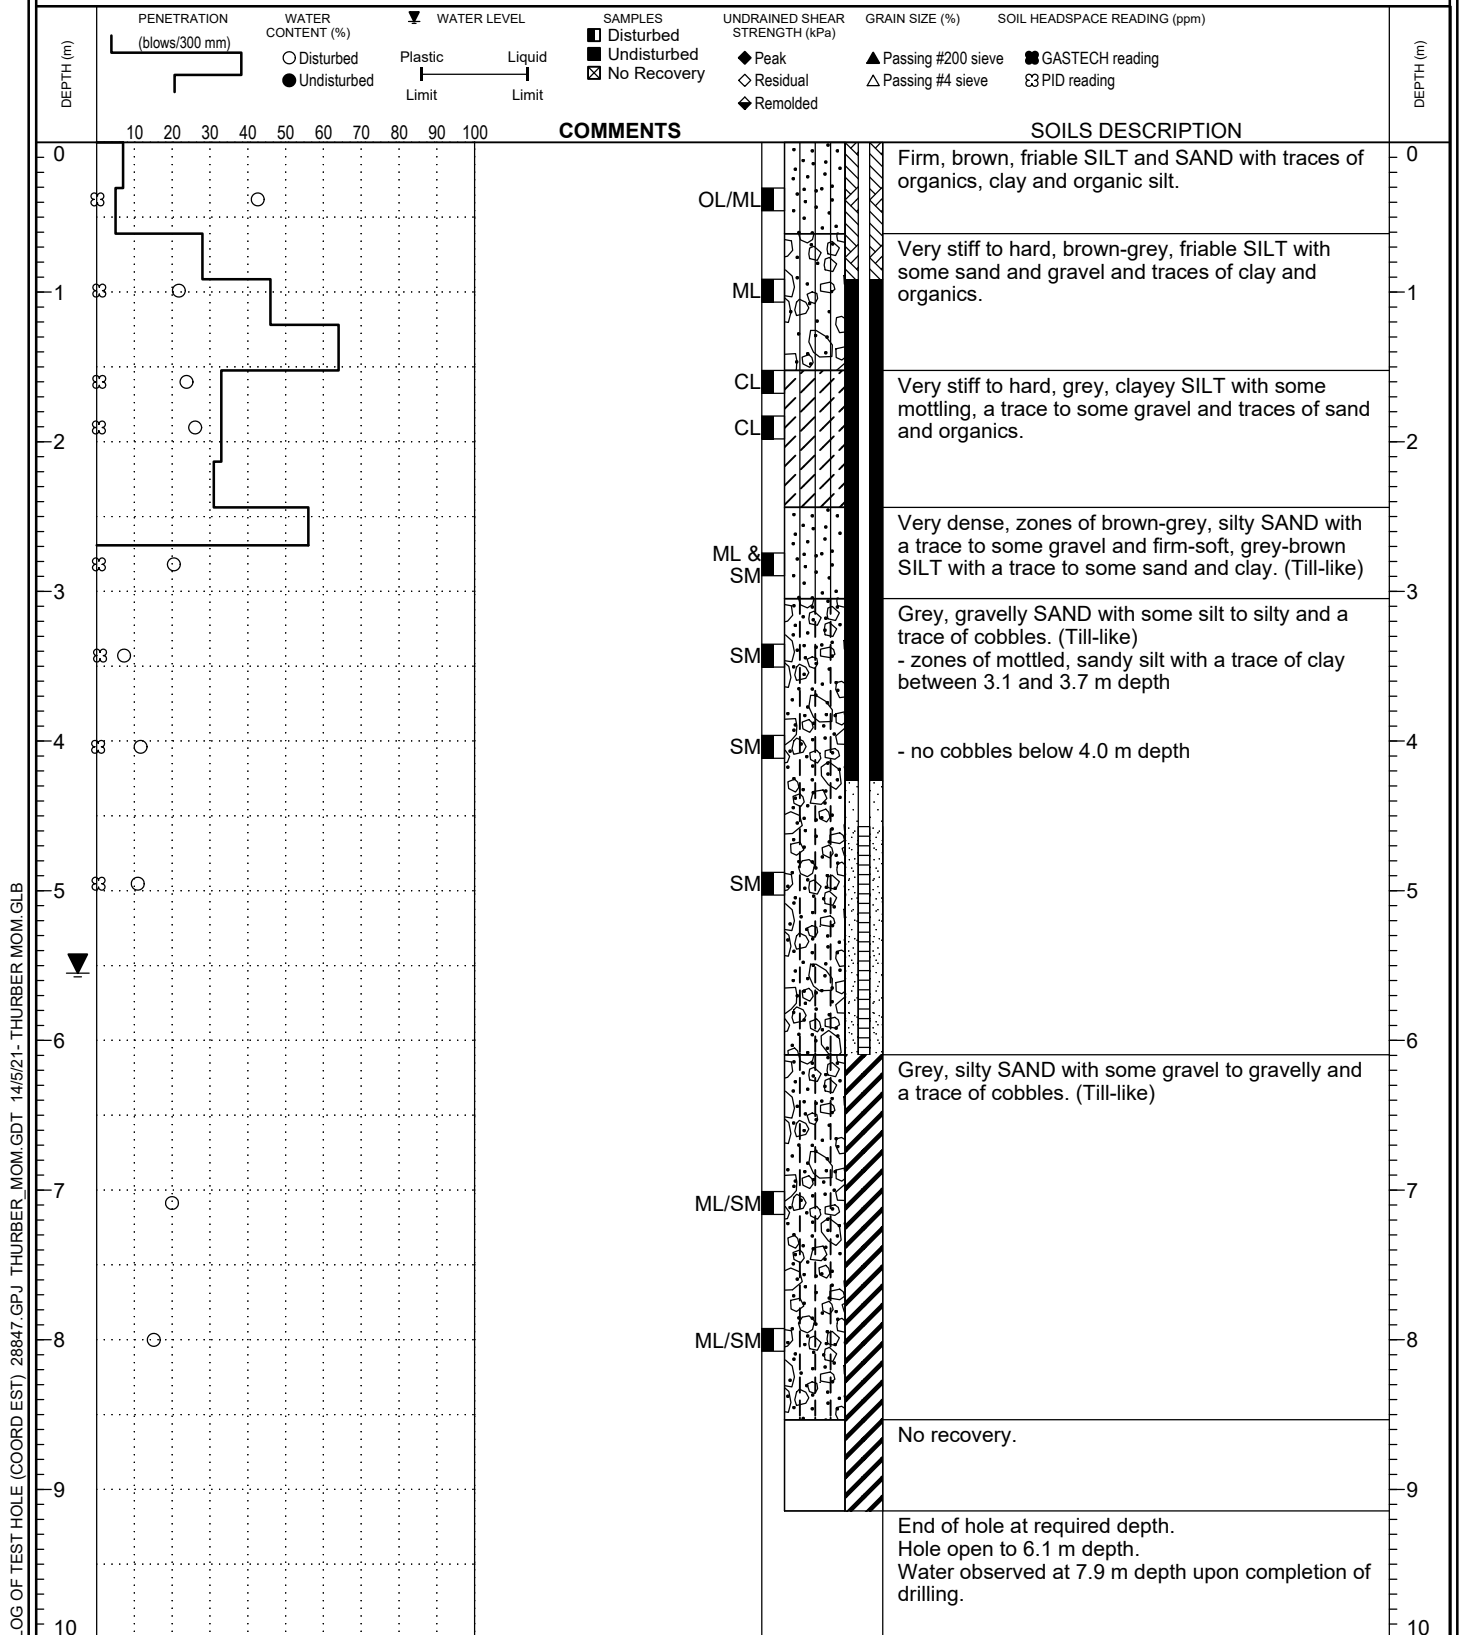 PENETRATION
(blows/300 mm)
WATER
CONTENT (%)
Disturbed
Undisturbed
WATER LEVEL
Plastic Liquid
Limit Limit
SAMPLES
Disturbed
Undisturbed
No Recovery
UNDRAINED SHEAR
STRENGTH (kPa)
Peak
Residual
Remolded
GRAIN SIZE (%)
Passing #200 sieve
Passing #4 sieve
SOIL HEADSPACE READING (ppm)
GASTECH reading
PID reading
DEPTH (m)
DEPTH (m)
10 20 30 40 50 60 70 80 90 100
COMMENTS
SOILS DESCRIPTION
0
0
Firm, brown, friable SILT and SAND with traces of
organics, clay and organic silt.
OL/ML
Very stiff to hard, brown-grey, friable SILT with
some sand and gravel and traces of clay and
organics.
1
ML
1
CL
Very stiff to hard, grey, clayey SILT with some
mottling, a trace to some gravel and traces of sand
and organics.
CL
2
2
Very dense, zones of brown-grey, silty SAND with
a trace to some gravel and firm-soft, grey-brown
SILT with a trace to some sand and clay. (Till-like)
ML &
SM
3
3
Grey, gravelly SAND with some silt to silty and a
trace of cobbles. (Till-like)
- zones of mottled, sandy silt with a trace of clay
between 3.1 and 3.7 m depth
SM
4
SM
- no cobbles below 4.0 m depth
4
SM
5
5
6
6
Grey, silty SAND with some gravel to gravelly and
a trace of cobbles. (Till-like)
7
ML/SM
7
8
ML/SM
8
No recovery.
9
9
End of hole at required depth.
Hole open to 6.1 m depth.
Water observed at 7.9 m depth upon completion of
drilling.
10
10
LOG OF TEST HOLE (COORD EST) 28847.GPJ THURBER_MOM.GDT 14/5/21- THURBER MOM.GLB